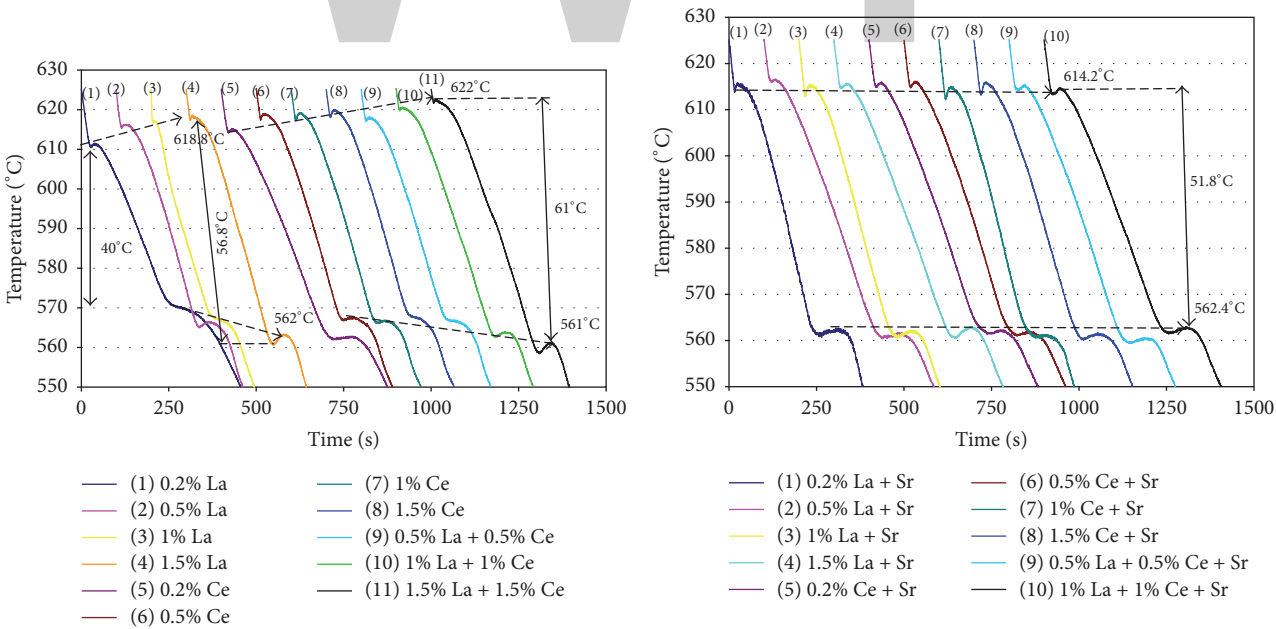 630
620
610
600
590
580
570
560
550
Temperature (°C)
(1) (2) (3) (4) (5) (6) (7) (8) (9) (10) (11)
622°C
618.8°C
40°C
56.8°C
61°C
562°C
561°C
0 250 500 750 1000 1250 1500
Time (s)
(1) 0.2% La
(2) 0.5% La
(3) 1% La
(4) 1.5% La
(5) 0.2% Ce
(6) 0.5% Ce
(7) 1% Ce
(8) 1.5% Ce
(9) 0.5% La + 0.5% Ce
(10) 1% La + 1% Ce
(11) 1.5% La + 1.5% Ce
630
620
610
600
590
580
570
560
550
Temperature (°C)
(1) (2) (3) (4) (5) (6) (7) (8) (9) (10)
614.2°C
51.8°C
562.4°C
0 250 500 750 1000 1250 1500
Time (s)
(1) 0.2% La + Sr
(2) 0.5% La + Sr
(3) 1% La + Sr
(4) 1.5% La + Sr
(5) 0.2% Ce + Sr
(6) 0.5% Ce + Sr
(7) 1% Ce + Sr
(8) 1.5% Ce + Sr
(9) 0.5% La + 0.5% Ce + Sr
(10) 1% La + 1% Ce + Sr